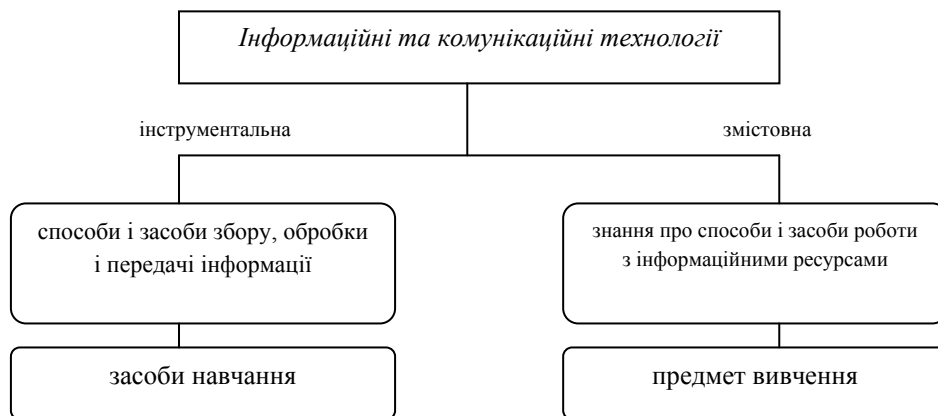 Інформаційні та комунікаційні технології
інструментальна
змістовна
способи і засоби збору, обробки
і передачі інформації
знання про способи і засоби роботи
з інформаційними ресурсами
засоби навчання
предмет вивчення